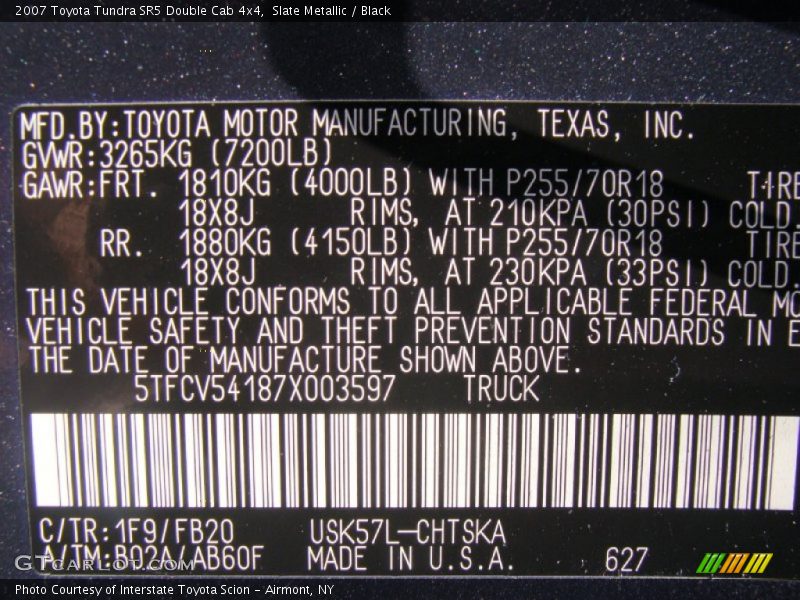 2007 Toyota Tundra SR5 Double Cab 4x4, Slate Metallic / Black
MFD.BY:TOYOTA MOTOR MANUFACTURING, TEXAS, INC.
GVWR:3265KG (7200LB)
GAWR:FRT. 1810KG (4000LB) WITH P255/70R18 TIRE
18X8J RIMS, AT 210KPA (30PSI) COLD.
RR. 1880KG (4150LB) WITH P255/70R18 TIRE
18X8J RIMS, AT 230KPA (33PSI) COLD.
THIS VEHICLE CONFORMS TO ALL APPLICABLE FEDERAL MO
VEHICLE SAFETY AND THEFT PREVENTION STANDARDS IN E
THE DATE OF MANUFACTURE SHOWN ABOVE.
5TFCV54187X003597 TRUCK
C/TR:1F9/FB20 USK57L-CHTSKA
A/TM:B02A/AB60F MADE IN U.S.A. 627
GTCARLOT.COM
Photo Courtesy of Interstate Toyota Scion - Airmont, NY